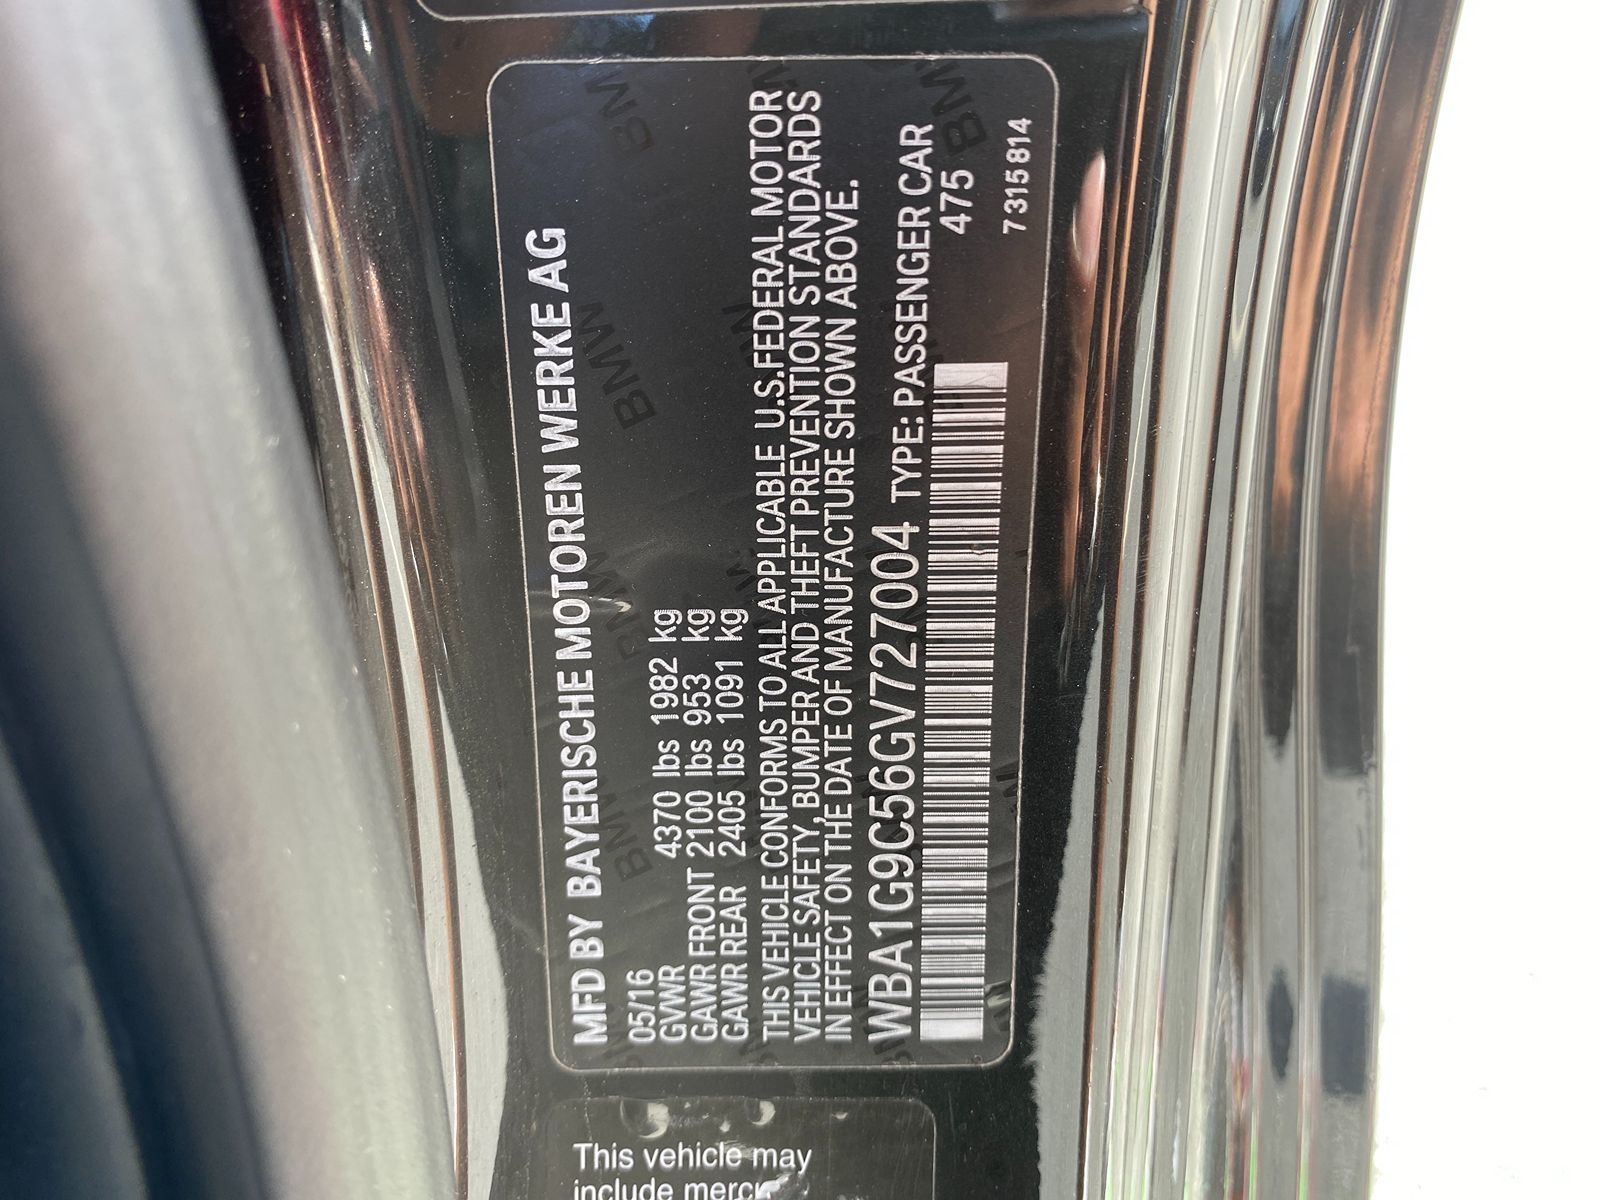 MFD BY BAYERISCHE MOTOREN WERKE AG
05/16
GVWR 4370 lbs 1982 kg
GAWR FRONT 2100 lbs 953 kg
GAWR REAR 2405 lbs 1091 kg
THIS VEHICLE CONFORMS TO ALL APPLICABLE U.S.FEDERAL MOTOR
VEHICLE SAFETY, BUMPER AND THEFT PREVENTION STANDARDS
IN EFFECT ON THE DATE OF MANUFACTURE SHOWN ABOVE.
WBA1G9C56GV727004 TYPE: PASSENGER CAR
475
7315814
This vehicle may
include